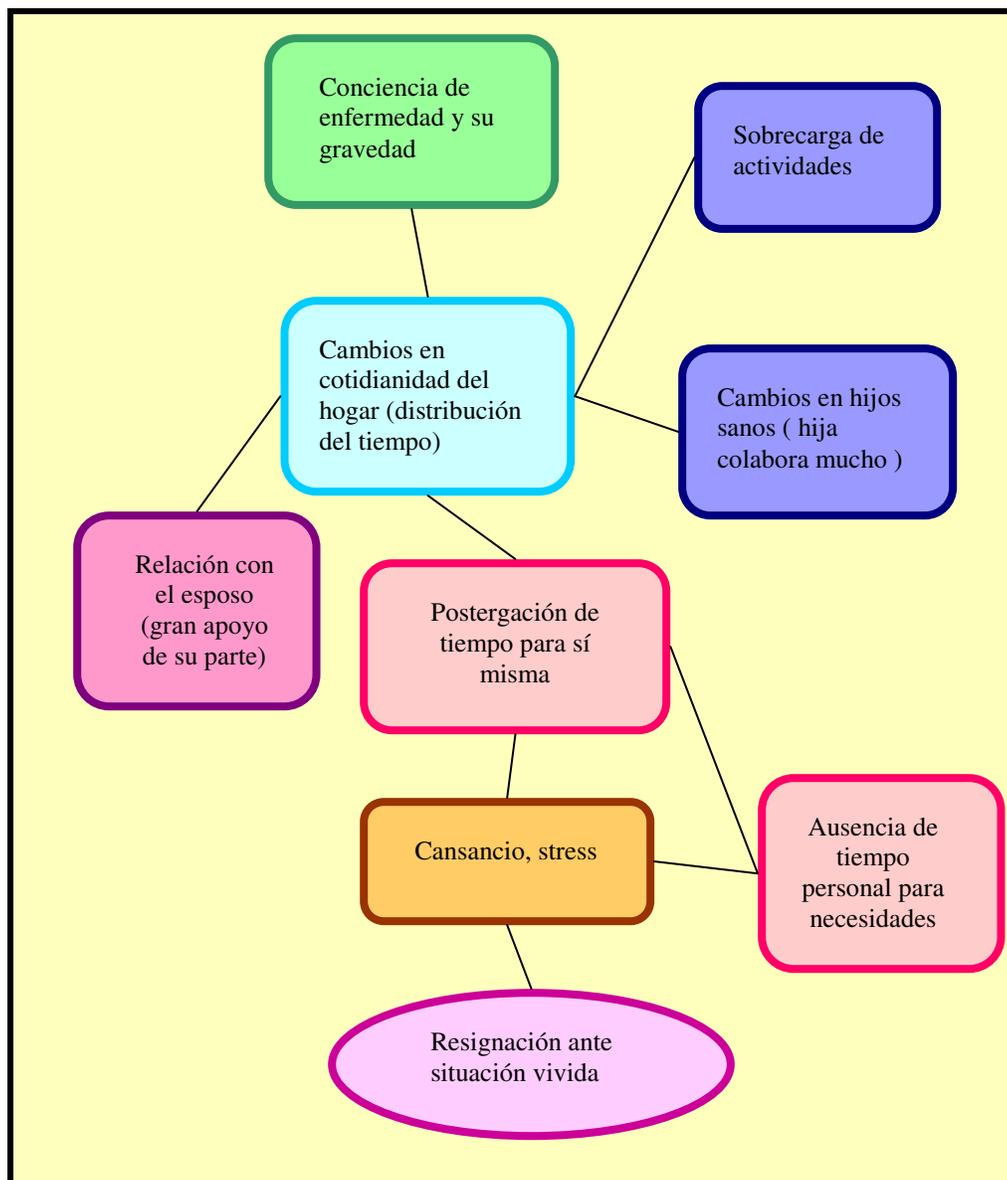 Conciencia de
enfermedad y su
gravedad
Sobrecarga de
actividades
Cambios en
cotidianidad del
hogar (distribución
del tiempo)
Cambios en hijos
sanos ( hija
colabora mucho )
Relación con
el esposo
(gran apoyo
de su parte)
Postergación de
tiempo para sí
misma
Cansancio, stress
Ausencia de
tiempo
personal para
necesidades
Resignación ante
situación vivida